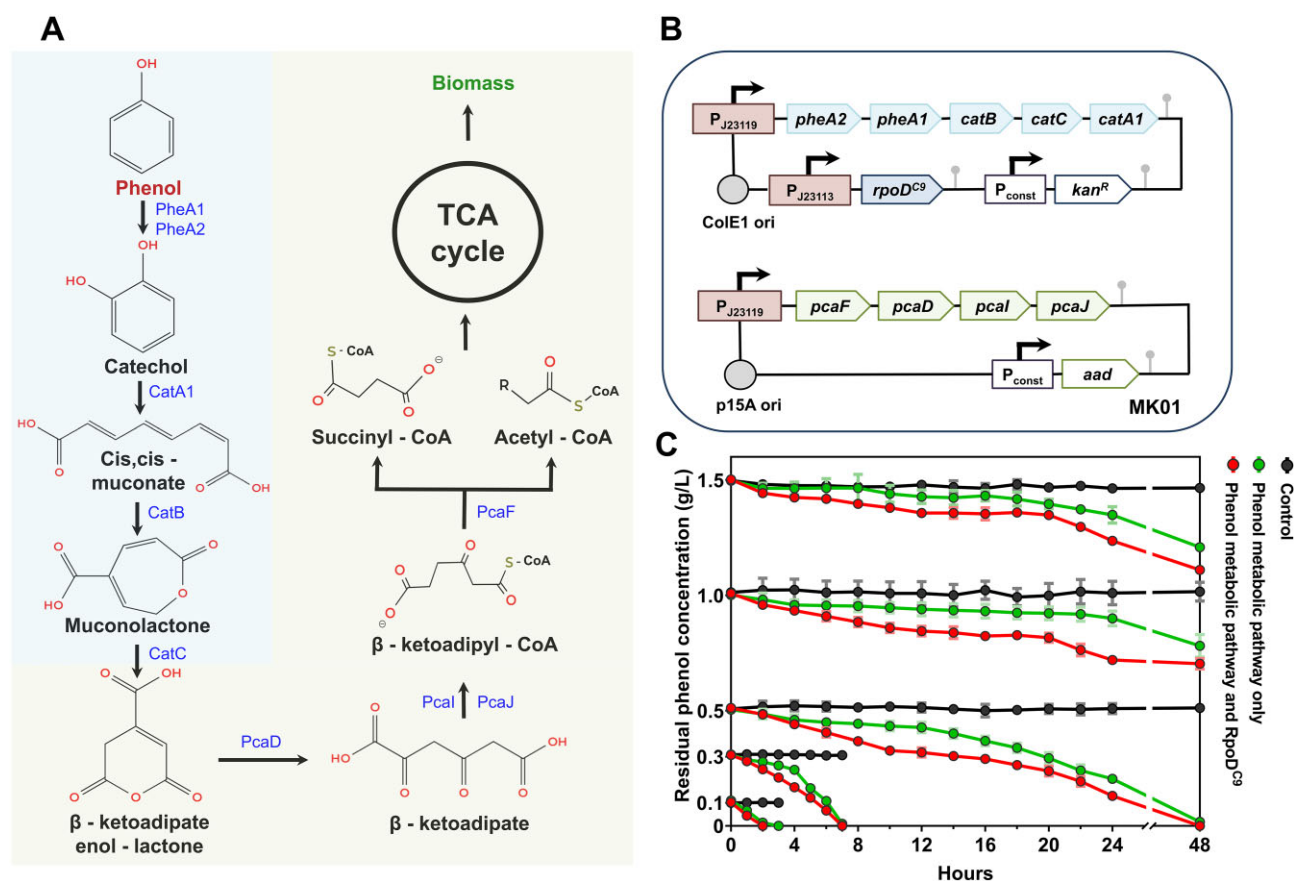 A
OH
Phenol
PheA1
PheA2
OH
HO
Catechol
CatA1
HO
O
O
OH
Cis,cis -
muconate
CatB
O
O
HO
O
Muconolactone
CatC
O
OH
O
O
O
β - ketoadipate
enol - lactone
PcaD
O
OH
HO
O
O
O
β - ketoadipate
PcaI
PcaJ
O
O
S - CoA
O
O
⊖
β - ketoadipyl - CoA
PcaF
S - CoA
O
O
⊖
O
Succinyl - CoA
R
O
S
CoA
Acetyl - CoA
TCA
cycle
Biomass
B
PJ23119
pheA2
pheA1
catB
catC
catA1
ColE1 ori
PJ23113
rpoDC9
Pconst
kanR
PJ23119
pcaF
pcaD
pcaI
pcaJ
p15A ori
Pconst
aad
MK01
C
Residual phenol concentration (g/L)
1.5
1.0
0.5
0.3
0.1
0
0 4 8 12 16 20 24 48
Hours
Control
Phenol metabolic pathway only
Phenol metabolic pathway and RpoDC9